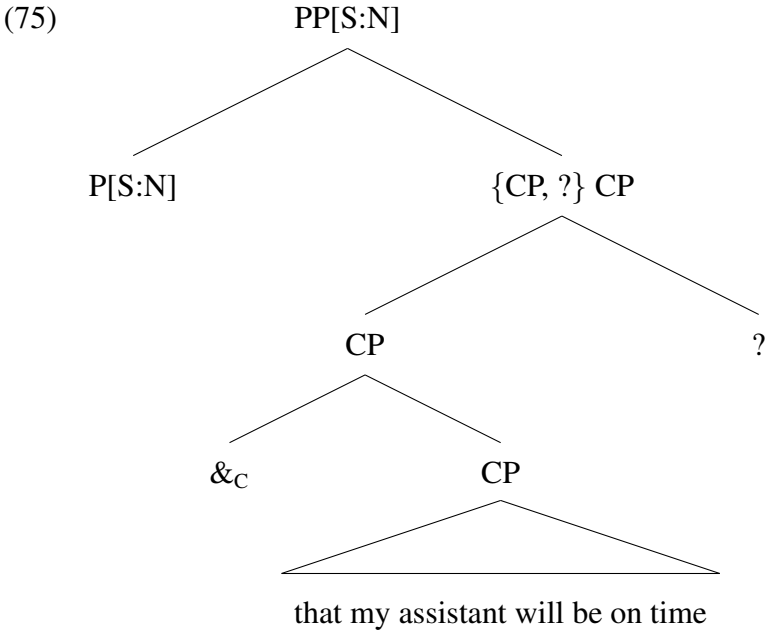 (75) PP[S:N]
P[S:N] {CP, ?} CP
CP ?
&C CP
that my assistant will be on time